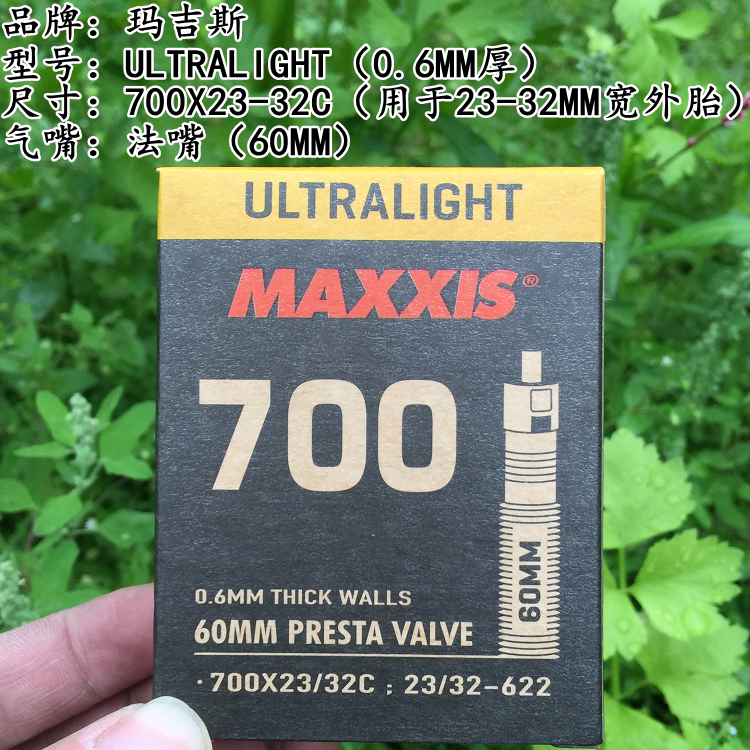 品牌：玛吉斯
型号：ULTRALIGHT（0.6MM厚）
尺寸：700X23-32C（用于23-32MM宽外胎）
气嘴：法嘴（60MM）
ULTRALIGHT
MAXXIS®
700
60MM
0.6MM THICK WALLS
60MM PRESTA VALVE
·700X23/32C ; 23/32-622